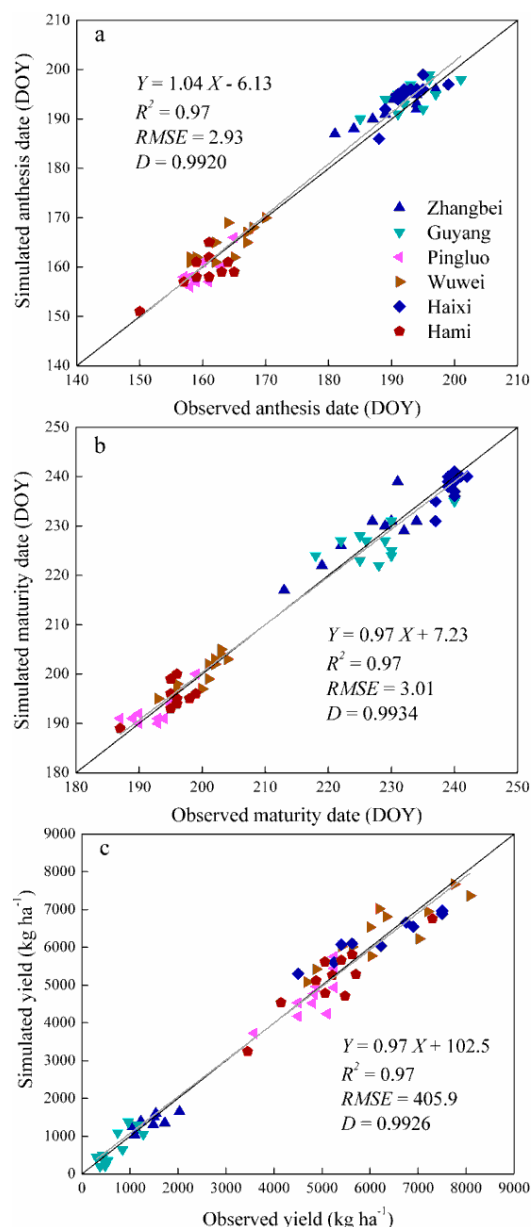 a
210
200
190
180
170
160
150
140
Simulated anthesis date (DOY)
Y = 1.04 X - 6.13
R² = 0.97
RMSE = 2.93
D = 0.9920
Zhangbei
Guyang
Pingluo
Wuwei
Haixi
Hami
140 150 160 170 180 190 200 210
Observed anthesis date (DOY)
b
250
240
230
220
210
200
190
180
Simulated maturity date (DOY)
Y = 0.97 X + 7.23
R² = 0.97
RMSE = 3.01
D = 0.9934
180 190 200 210 220 230 240 250
Observed maturity date (DOY)
c
9000
8000
7000
6000
5000
4000
3000
2000
1000
0
Simulated yield (kg ha⁻¹)
Y = 0.97 X + 102.5
R² = 0.97
RMSE = 405.9
D = 0.9926
0 1000 2000 3000 4000 5000 6000 7000 8000 9000
Observed yield (kg ha⁻¹)